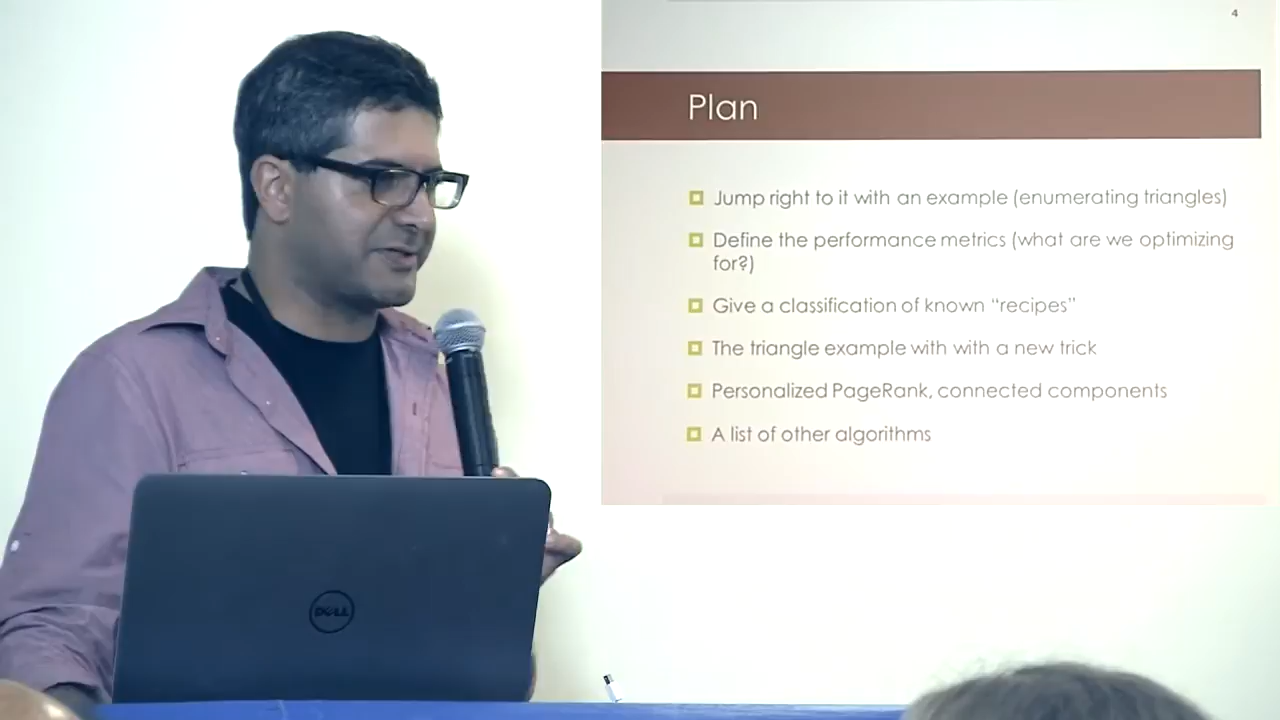 4
Plan
Jump right to it with an example (enumerating triangles)
Define the performance metrics (what are we optimizing
for?)
Give a classification of known “recipes”
The triangle example with with a new trick
Personalized PageRank, connected components
A list of other algorithms
DELL